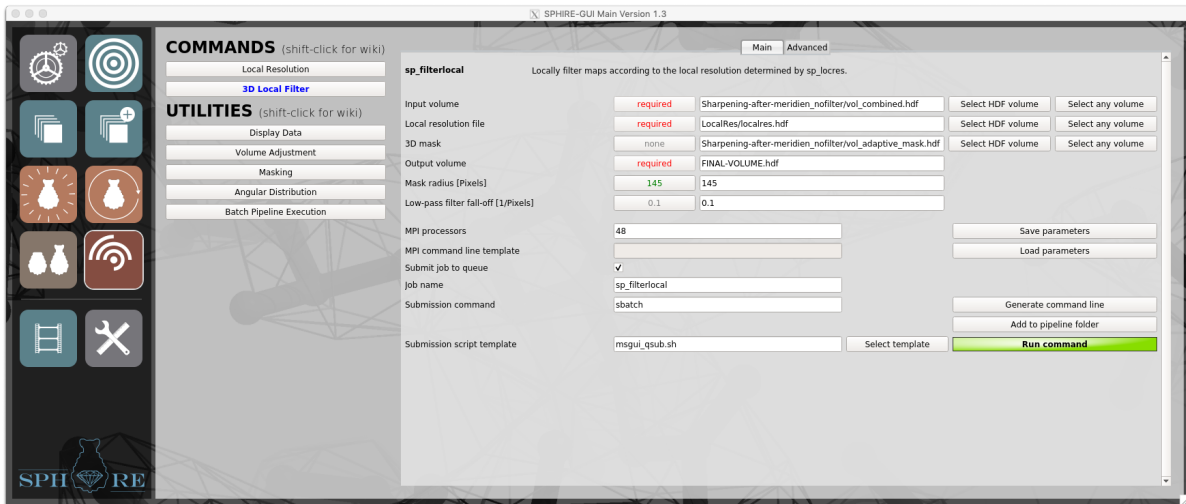 SPHIRE-GUI Main Version 1.3
COMMANDS (shift-click for wiki)
Local Resolution
3D Local Filter
UTILITIES (shift-click for wiki)
Display Data
Volume Adjustment
Masking
Angular Distribution
Batch Pipeline Execution
SPHIRE
Main Advanced
sp_filterlocal Locally filter maps according to the local resolution determined by sp_locres.
Input volume required Sharpening-after-meridien_nofilter/vol_combined.hdf Select HDF volume Select any volume
Local resolution file required LocalRes/localres.hdf Select HDF volume Select any volume
3D mask none Sharpening-after-meridien_nofilter/vol_adaptive_mask.hdf Select HDF volume Select any volume
Output volume required FINAL-VOLUME.hdf
Mask radius [Pixels] 145 145
Low-pass filter fall-off [1/Pixels] 0.1 0.1
MPI processors 48 Save parameters
MPI command line template Load parameters
Submit job to queue
Job name sp_filterlocal
Submission command sbatch Generate command line
Add to pipeline folder
Submission script template msgui_qsub.sh Select template Run command